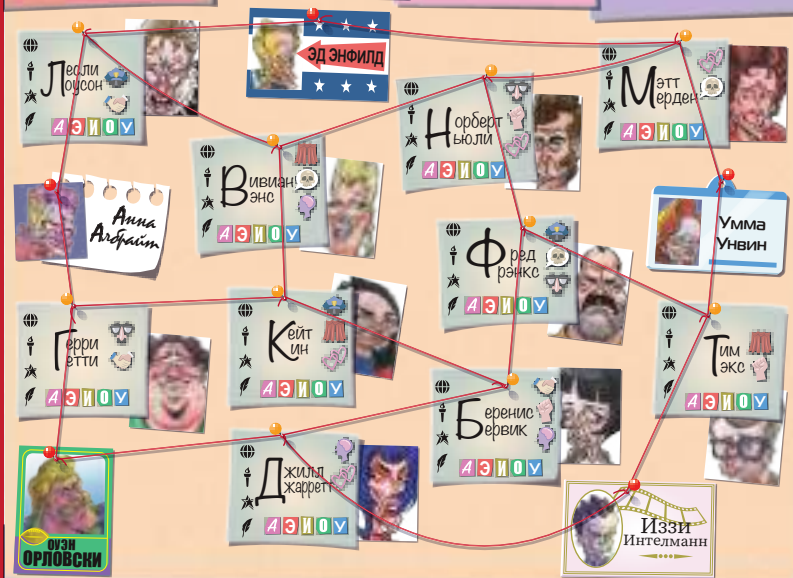 Лесли
Лоусон
АЭИОУ
ЭД ЭНФИЛД
Норберт
Ньюли
АЭИОУ
Мэтт
Мерден
АЭИОУ
Вивиан
Вэнс
АЭИОУ
Анна
Албрайт
Умма
Унвин
Фред
Фрэнкс
АЭИОУ
Герри
Гетти
АЭИОУ
Кейт
Кин
АЭИОУ
Тим
Тэкс
АЭИОУ
Беренис
Бервик
АЭИОУ
Джилл
Джарретт
АЭИОУ
ОУЭН
ОРЛОВСКИ
Иззи
Интелманн